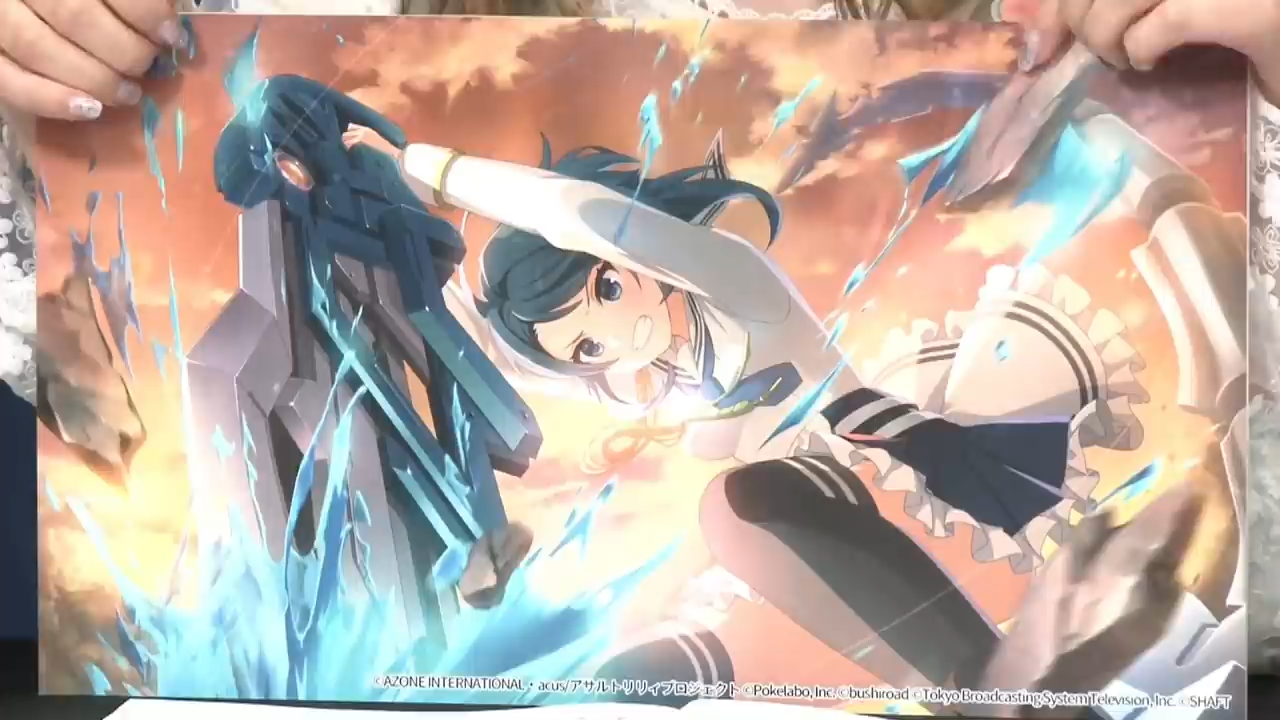 ©AZONE INTERNATIONAL・acus/アサルトリリィプロジェクト ©Pokelabo, Inc. ©bushiroad ©Tokyo Broadcasting System Television, Inc. ©SHAFT